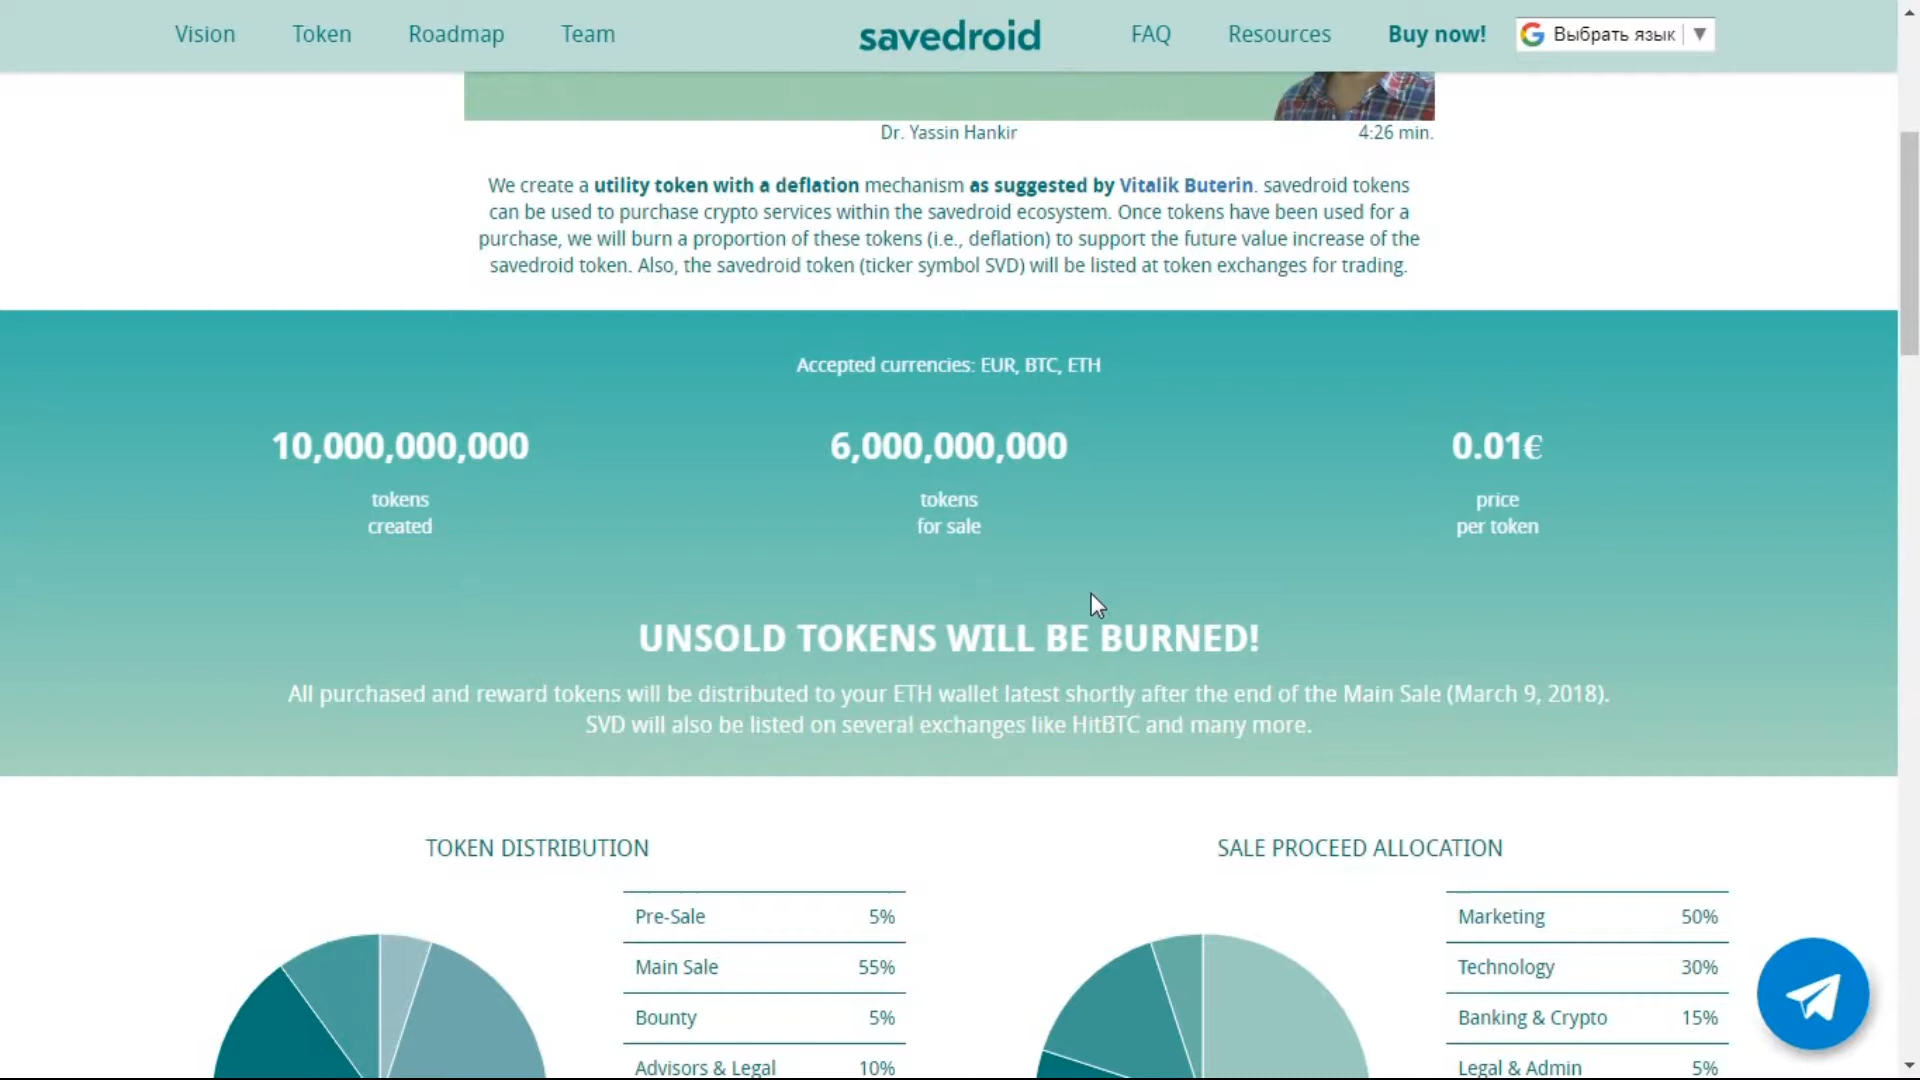 Vision Token Roadmap Team savedroid FAQ Resources Buy now! Выбрать язык ▼
Dr. Yassin Hankir 4:26 min.
We create a utility token with a deflation mechanism as suggested by Vitalik Buterin. savedroid tokens
can be used to purchase crypto services within the savedroid ecosystem. Once tokens have been used for a
purchase, we will burn a proportion of these tokens (i.e., deflation) to support the future value increase of the
savedroid token. Also, the savedroid token (ticker symbol SVD) will be listed at token exchanges for trading.
Accepted currencies: EUR, BTC, ETH
10,000,000,000
tokens
created
6,000,000,000
tokens
for sale
0.01€
price
per token
UNSOLD TOKENS WILL BE BURNED!
All purchased and reward tokens will be distributed to your ETH wallet latest shortly after the end of the Main Sale (March 9, 2018).
SVD will also be listed on several exchanges like HitBTC and many more.
TOKEN DISTRIBUTION
Pre-Sale 5%
Main Sale 55%
Bounty 5%
Advisors & Legal 10%
SALE PROCEED ALLOCATION
Marketing 50%
Technology 30%
Banking & Crypto 15%
Legal & Admin 5%